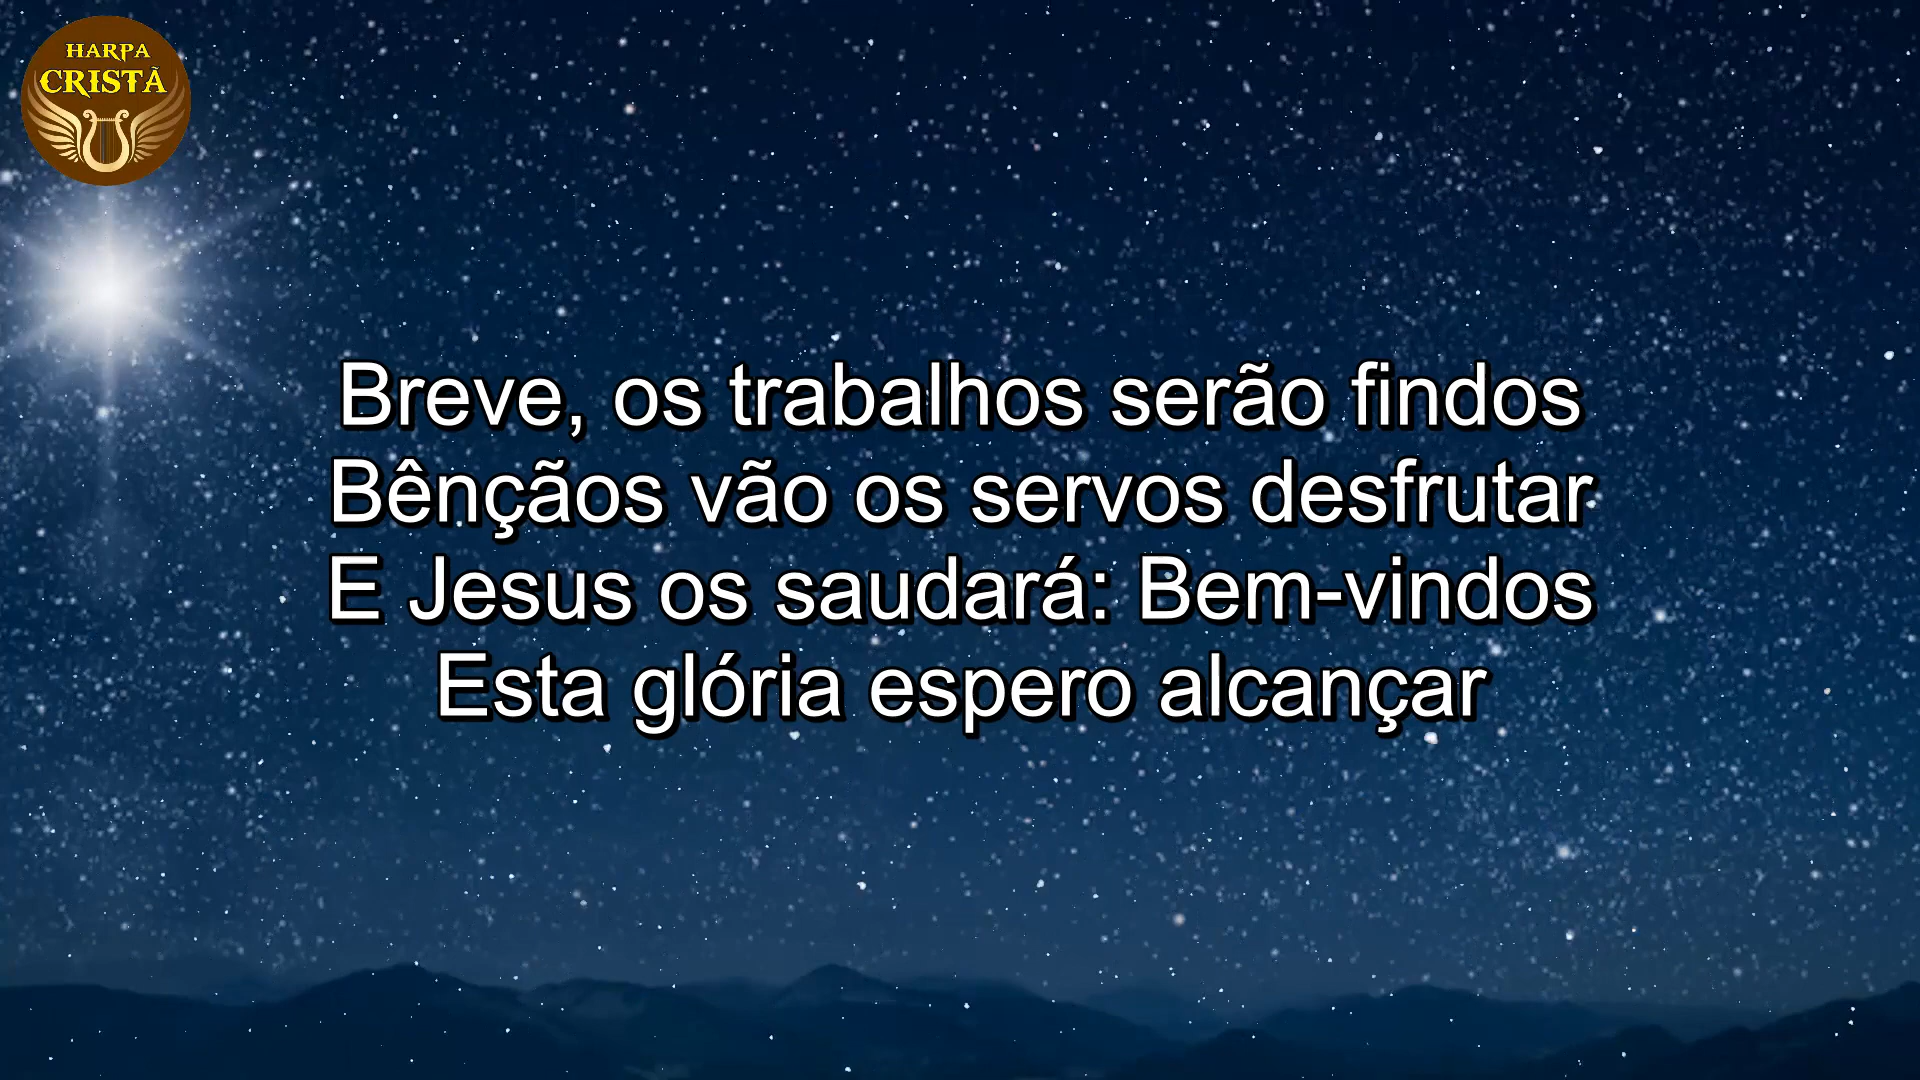 HARPA
CRISTÃ
Breve, os trabalhos serão findos
Bênçãos vão os servos desfrutar
E Jesus os saudará: Bem-vindos
Esta glória espero alcançar